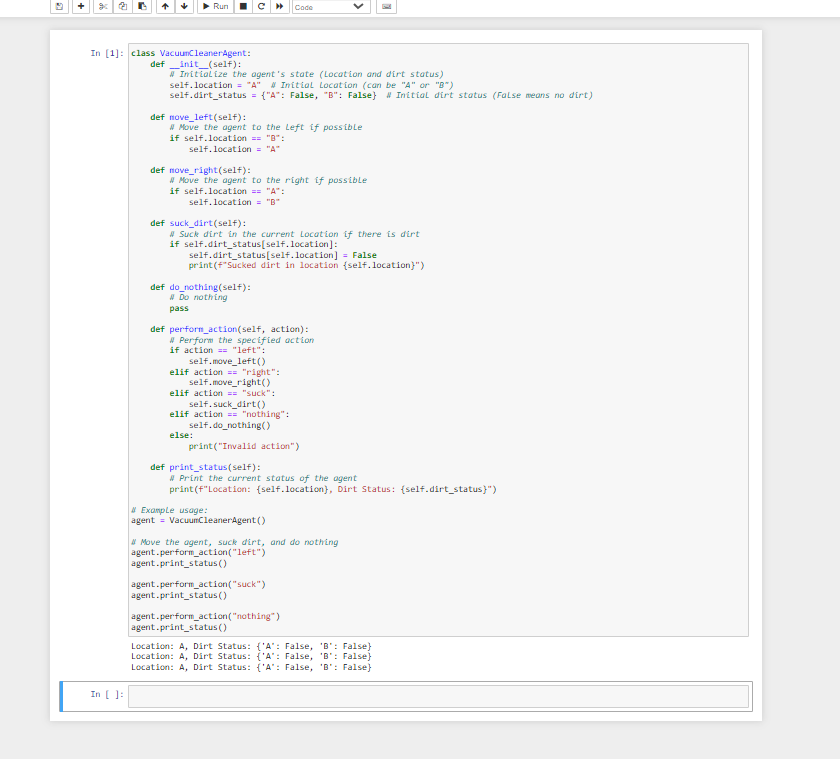 Run Code
In [1]: class VacuumCleanerAgent:
    def __init__(self):
        # Initialize the agent's state (location and dirt status)
        self.location = "A"  # Initial location (can be "A" or "B")
        self.dirt_status = {"A": False, "B": False}  # Initial dirt status (False means no dirt)

    def move_left(self):
        # Move the agent to the left if possible
        if self.location == "B":
            self.location = "A"

    def move_right(self):
        # Move the agent to the right if possible
        if self.location == "A":
            self.location = "B"

    def suck_dirt(self):
        # Suck dirt in the current location if there is dirt
        if self.dirt_status[self.location]:
            self.dirt_status[self.location] = False
            print(f"Sucked dirt in location {self.location}")

    def do_nothing(self):
        # Do nothing
        pass

    def perform_action(self, action):
        # Perform the specified action
        if action == "left":
            self.move_left()
        elif action == "right":
            self.move_right()
        elif action == "suck":
            self.suck_dirt()
        elif action == "nothing":
            self.do_nothing()
        else:
            print("Invalid action")

    def print_status(self):
        # Print the current status of the agent
        print(f"Location: {self.location}, Dirt Status: {self.dirt_status}")

# Example usage:
agent = VacuumCleanerAgent()

# Move the agent, suck dirt, and do nothing
agent.perform_action("left")
agent.print_status()

agent.perform_action("suck")
agent.print_status()

agent.perform_action("nothing")
agent.print_status()
Location: A, Dirt Status: {'A': False, 'B': False}
Location: A, Dirt Status: {'A': False, 'B': False}
Location: A, Dirt Status: {'A': False, 'B': False}
In [ ]: